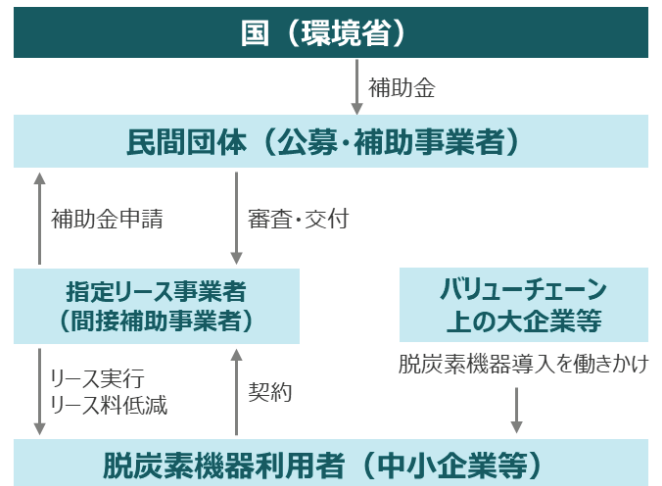 国（環境省）
補助金
民間団体（公募・補助事業者）
補助金申請
審査・交付
指定リース事業者
（間接補助事業者）
バリューチェーン
上の大企業等
脱炭素機器導入を働きかけ
リース実行
リース料低減
契約
脱炭素機器利用者（中小企業等）